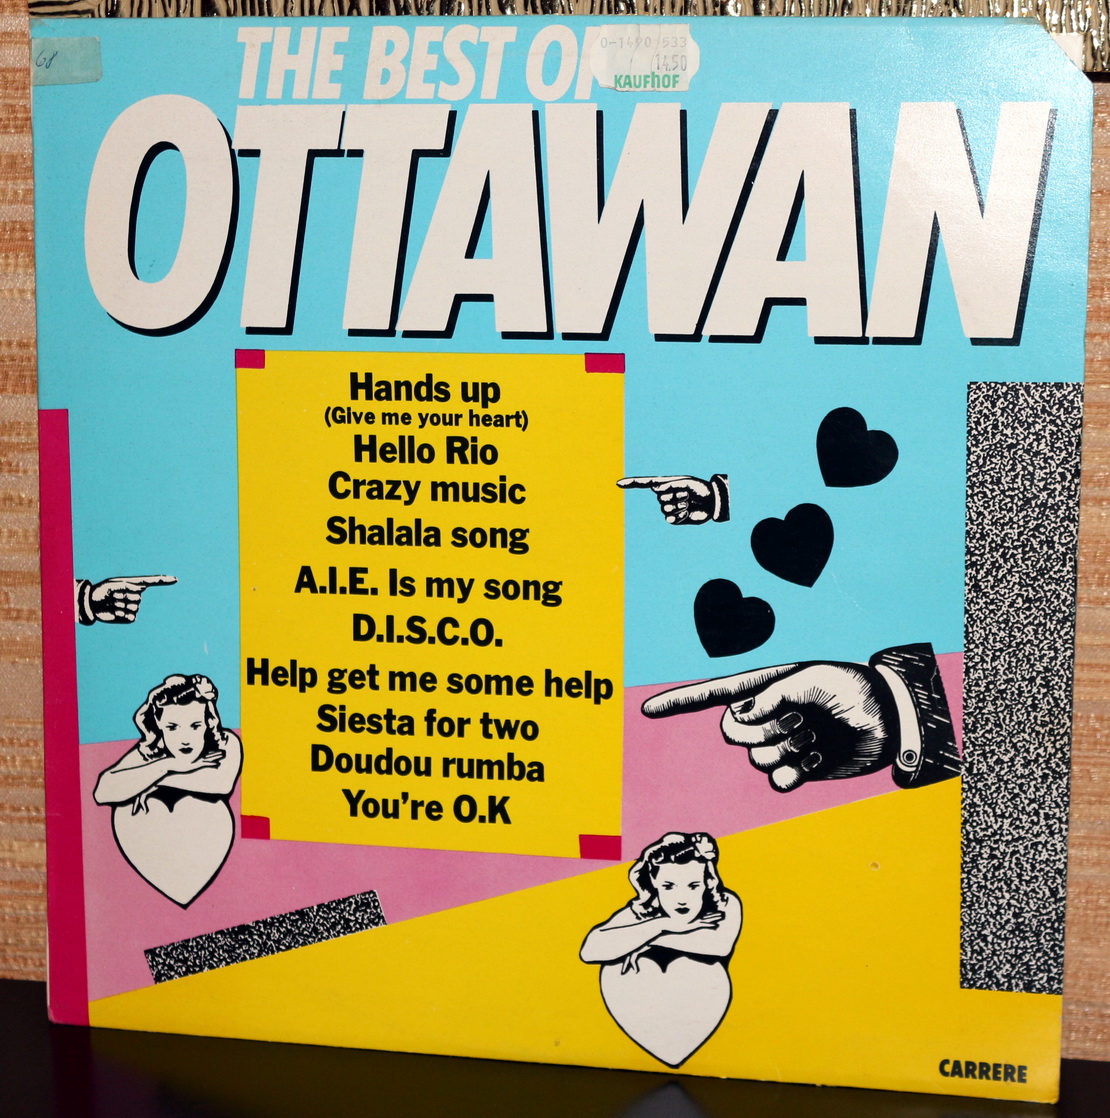 68
THE BEST OF
0-1490/533
14.50
KAUFHOF
OTTAWAN
Hands up
(Give me your heart)
Hello Rio
Crazy music
Shalala song
A.I.E. Is my song
D.I.S.C.O.
Help get me some help
Siesta for two
Doudou rumba
You're O.K
CARRERE